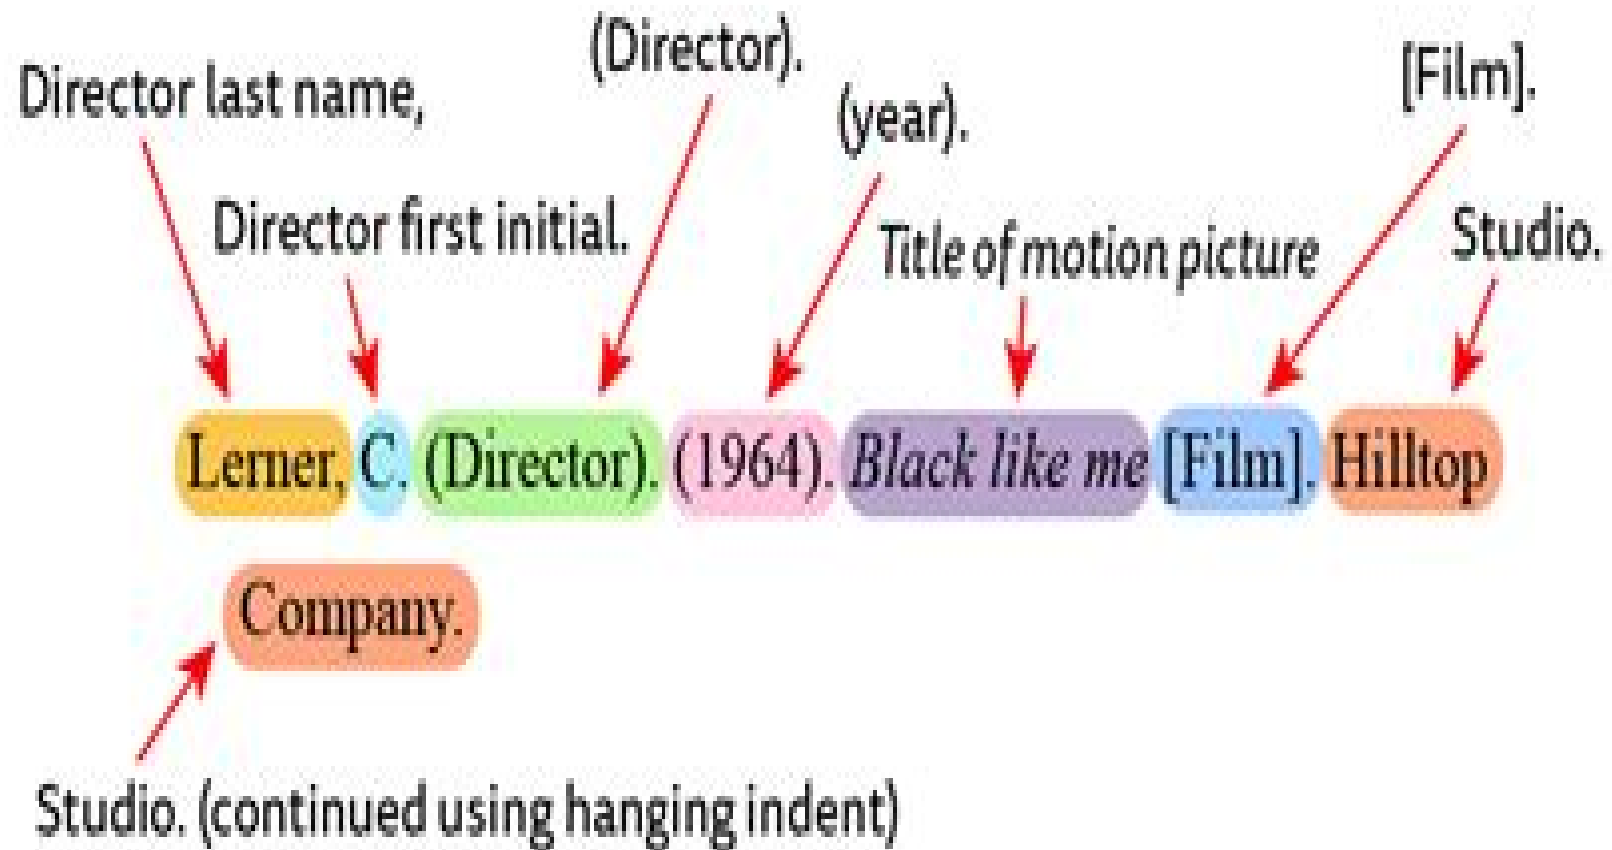 (Director).
[Film].
Director last name,
(year).
Director first initial.
Title of motion picture
Studio.
Lerner, C. (Director). (1964). Black like me [Film]. Hilltop
Company.
Studio. (continued using hanging indent)